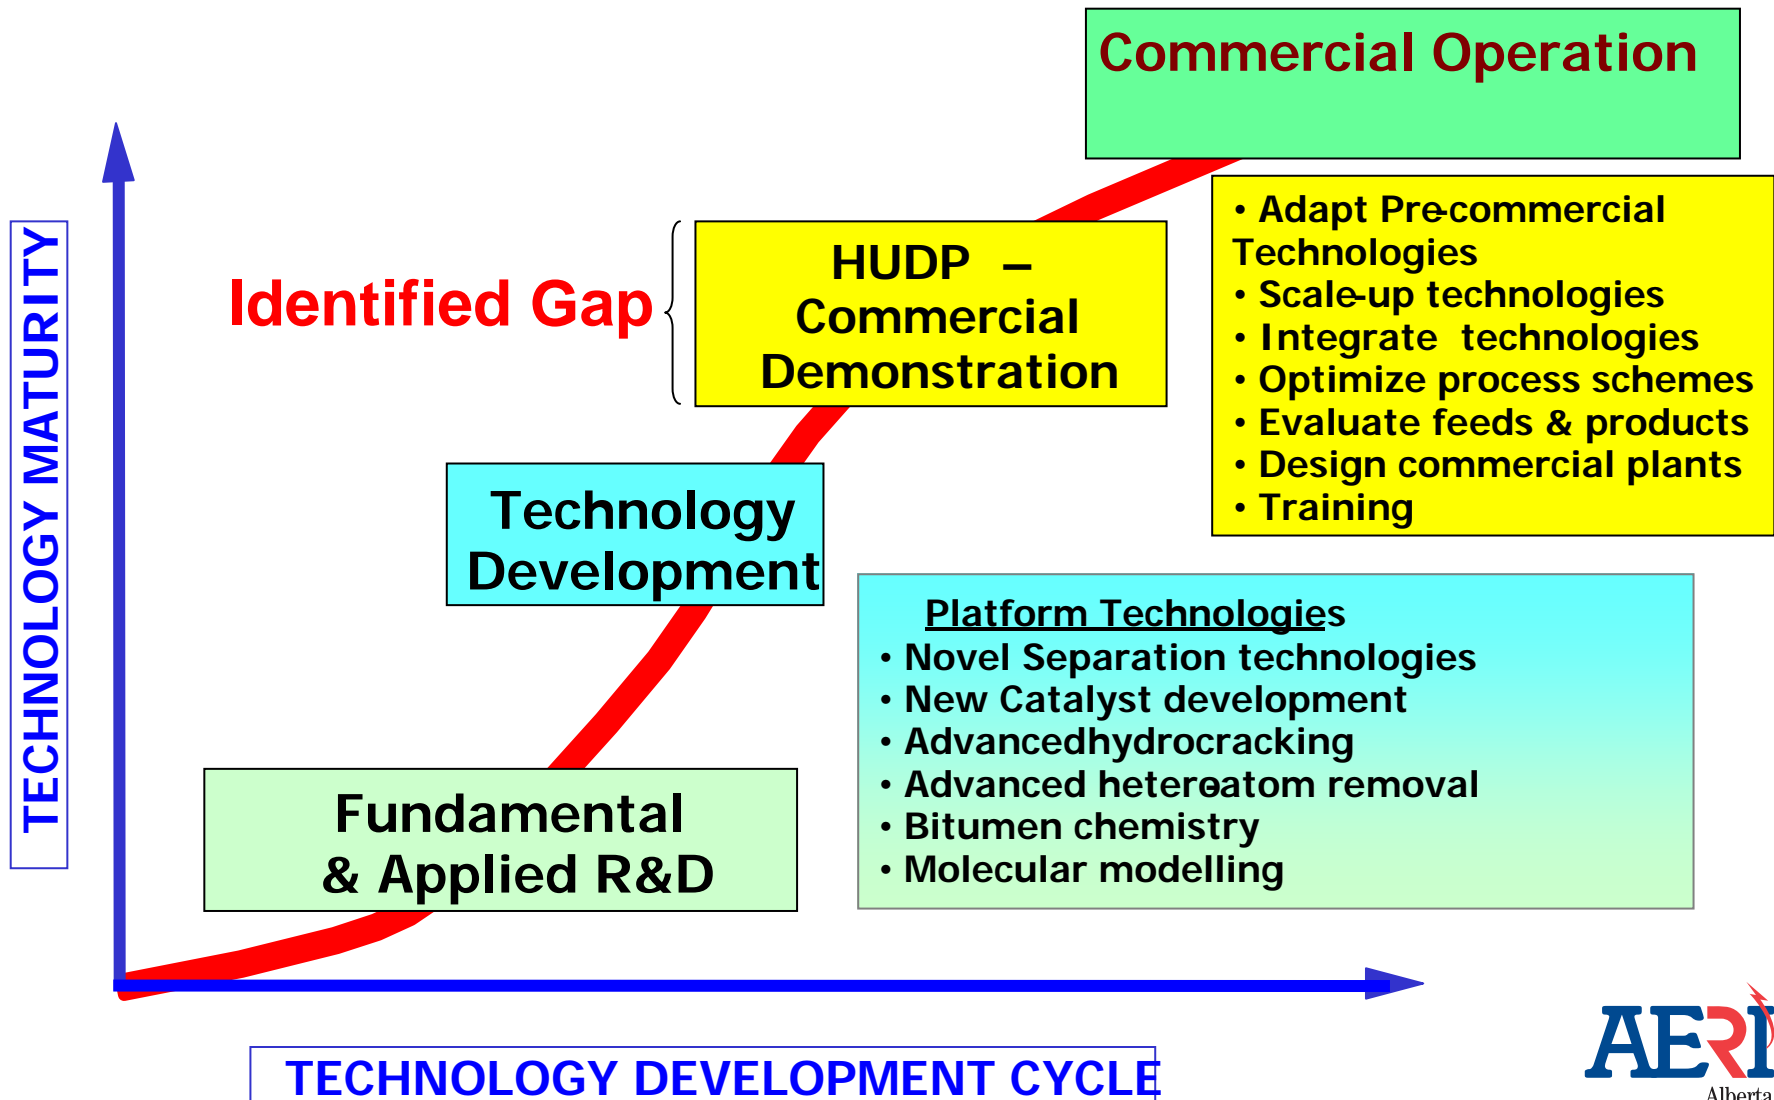 Commercial Operation
• Adapt Pre-commercial
Technologies
• Scale-up technologies
• Integrate technologies
• Optimize process schemes
• Evaluate feeds & products
• Design commercial plants
• Training
HUDP –
Commercial
Demonstration
Identified Gap
TECHNOLOGY MATURITY
Technology
Development
Platform Technologies
• Novel Separation technologies
• New Catalyst development
• Advancedhydrocracking
• Advanced hetero-atom removal
• Bitumen chemistry
• Molecular modelling
Fundamental
& Applied R&D
TECHNOLOGY DEVELOPMENT CYCLE
AERI
Alberta